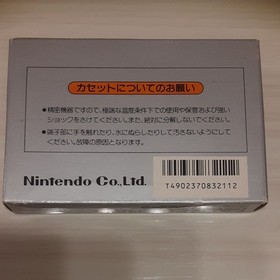 カセットについてのお願い
●精密機器ですので、極端な温度条件下での使用や保管および強い
ショックをさけてください。また、絶対に分解しないでください。
●端子部に手を触れたり、水にぬらしたりして汚さないようにして
ください。故障の原因となります。
Nintendo Co.,Ltd.
T4902370832112